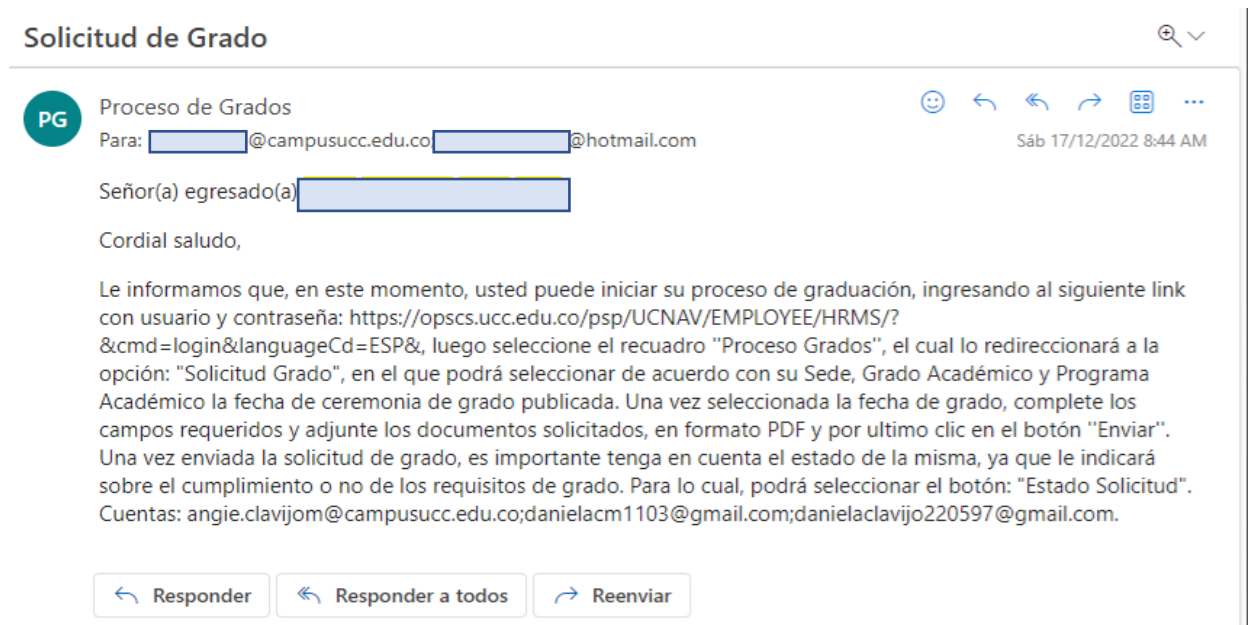 Solicitud de Grado
PG
Proceso de Grados
Para: @campusucc.edu.co; @hotmail.com
Sáb 17/12/2022 8:44 AM
Señor(a) egresado(a)
Cordial saludo,
Le informamos que, en este momento, usted puede iniciar su proceso de graduación, ingresando al siguiente link
con usuario y contraseña: https://opscs.ucc.edu.co/psp/UCNAV/EMPLOYEE/HRMS/?
&cmd=login&languageCd=ESP&, luego seleccione el recuadro ''Proceso Grados'', el cual lo redireccionará a la
opción: "Solicitud Grado", en el que podrá seleccionar de acuerdo con su Sede, Grado Académico y Programa
Académico la fecha de ceremonia de grado publicada. Una vez seleccionada la fecha de grado, complete los
campos requeridos y adjunte los documentos solicitados, en formato PDF y por ultimo clic en el botón ''Enviar''.
Una vez enviada la solicitud de grado, es importante tenga en cuenta el estado de la misma, ya que le indicará
sobre el cumplimiento o no de los requisitos de grado. Para lo cual, podrá seleccionar el botón: "Estado Solicitud".
Cuentas: angie.clavijom@campusucc.edu.co;danielacm1103@gmail.com;danielaclavijo220597@gmail.com.
Responder
Responder a todos
Reenviar